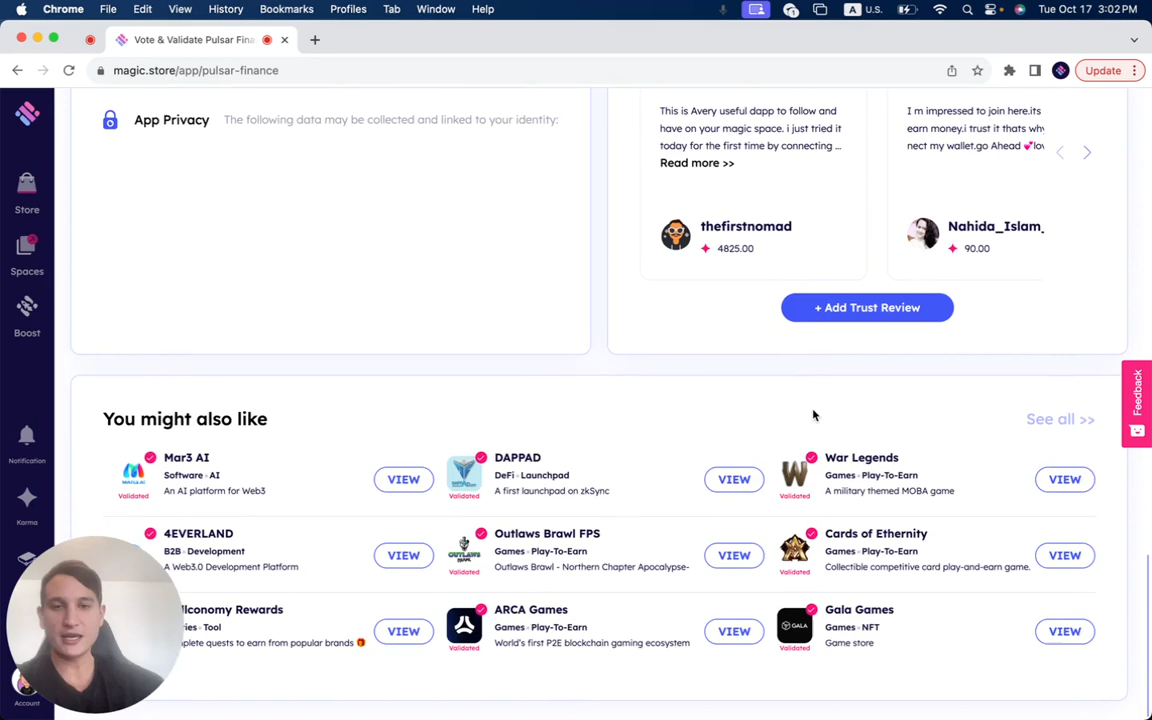 Chrome File Edit View History Bookmarks Profiles Tab Window Help
A U.S. Tue Oct 17 3:02 PM
Vote & Validate Pulsar Fina
magic.store/app/pulsar-finance
Update
Store
Spaces
Boost
Notification
Karma
Account
App Privacy The following data may be collected and linked to your identity:
This is Avery useful dapp to follow and
have on your magic space. i just tried it
today for the first time by connecting ...
Read more >>
thefirstnomad
4825.00
I m impressed to join here.its
earn money.i trust it thats why
nect my wallet.go Ahead 💕lov
Nahida_Islam_
90.00
+ Add Trust Review
Feedback
You might also like
See all >>
Mar3 AI
Software · AI
An AI platform for Web3
Validated
VIEW
DAPPAD
DeFi · Launchpad
A first launchpad on zkSync
Validated
VIEW
War Legends
Games · Play-To-Earn
A military themed MOBA game
Validated
VIEW
4EVERLAND
B2B · Development
A Web3.0 Development Platform
VIEW
Outlaws Brawl FPS
Games · Play-To-Earn
Outlaws Brawl - Northern Chapter Apocalypse-
Validated
VIEW
Cards of Ethernity
Games · Play-To-Earn
Collectible competitive card play-and-earn game.
Validated
VIEW
llconomy Rewards
ries · Tool
plete quests to earn from popular brands 🎁
VIEW
ARCA Games
Games · Play-To-Earn
World's first P2E blockchain gaming ecosystem
Validated
VIEW
GALA
Gala Games
Games · NFT
Game store
Validated
VIEW